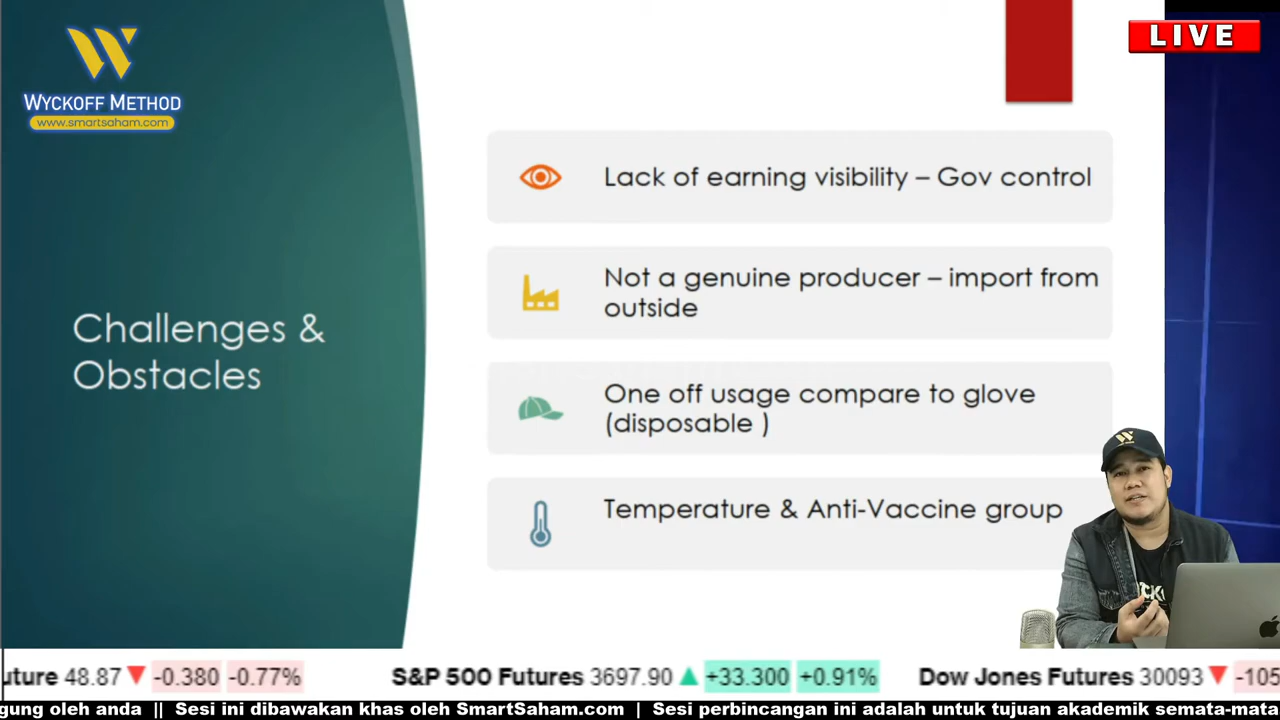 WYCKOFF METHOD
www.smartsaham.com
LIVE
Challenges &
Obstacles
Lack of earning visibility – Gov control
Not a genuine producer – import from
outside
One off usage compare to glove
(disposable )
Temperature & Anti-Vaccine group
uture 48.87 -0.380 -0.77% S&P 500 Futures 3697.90 +33.300 +0.91% Dow Jones Futures 30093 -105
gung oleh anda || Sesi ini dibawakan khas oleh SmartSaham.com | Sesi perbincangan ini adalah untuk tujuan akademik semata-mata